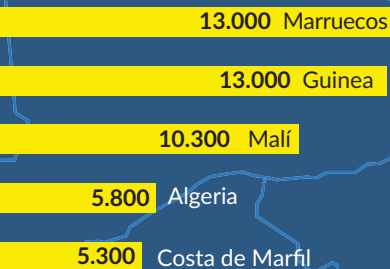 13.000 Marruecos
13.000 Guinea
10.300 Malí
5.800 Algeria
5.300 Costa de Marfil